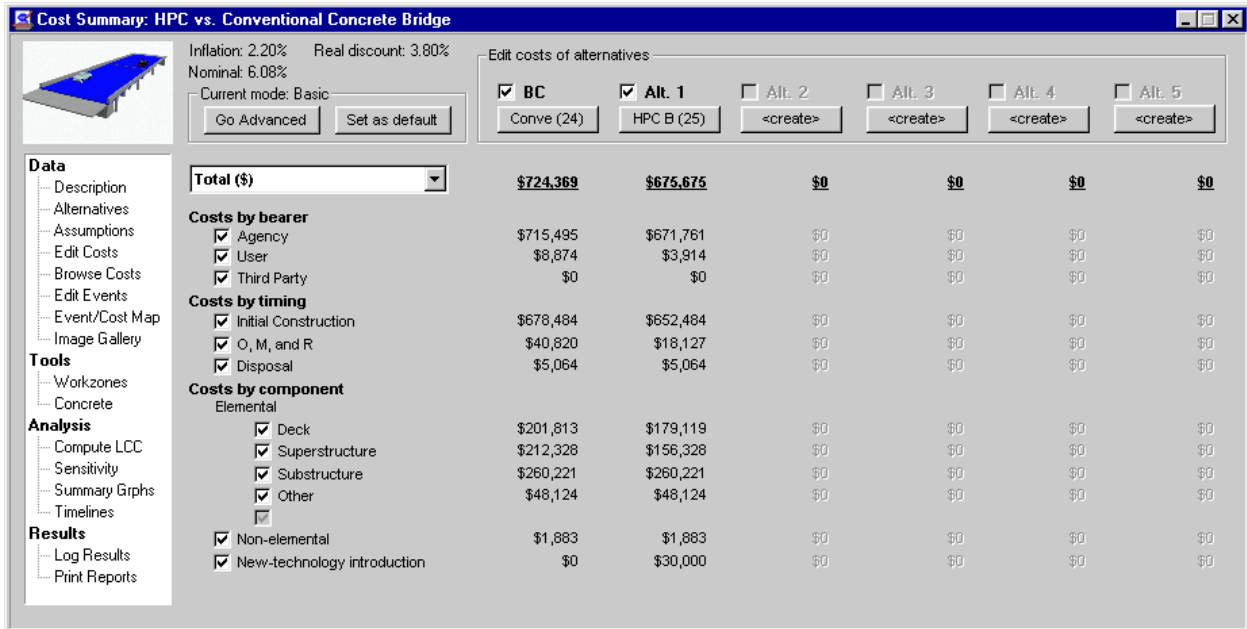 Cost Summary: HPC vs. Conventional Concrete Bridge
Inflation: 2.20% Real discount: 3.80%
Nominal: 6.08%
Current mode: Basic
Go Advanced Set as default
Edit costs of alternatives
BC Alt. 1 Alt. 2 Alt. 3 Alt. 4 Alt. 5
Conve (24) HPC B (25) <create> <create> <create> <create>
Data
Description
Alternatives
Assumptions
Edit Costs
Browse Costs
Edit Events
Event/Cost Map
Image Gallery
Tools
Workzones
Concrete
Analysis
Compute LCC
Sensitivity
Summary Grphs
Timelines
Results
Log Results
Print Reports
Total ($) $724,369 $675,675 $0 $0 $0 $0
Costs by bearer
Agency $715,495 $671,761 $0 $0 $0 $0
User $8,874 $3,914 $0 $0 $0 $0
Third Party $0 $0 $0 $0 $0 $0
Costs by timing
Initial Construction $678,484 $652,484 $0 $0 $0 $0
O, M, and R $40,820 $18,127 $0 $0 $0 $0
Disposal $5,064 $5,064 $0 $0 $0 $0
Costs by component
Elemental
Deck $201,813 $179,119 $0 $0 $0 $0
Superstructure $212,328 $156,328 $0 $0 $0 $0
Substructure $260,221 $260,221 $0 $0 $0 $0
Other $48,124 $48,124 $0 $0 $0 $0
Non-elemental $1,883 $1,883 $0 $0 $0 $0
New-technology introduction $0 $30,000 $0 $0 $0 $0